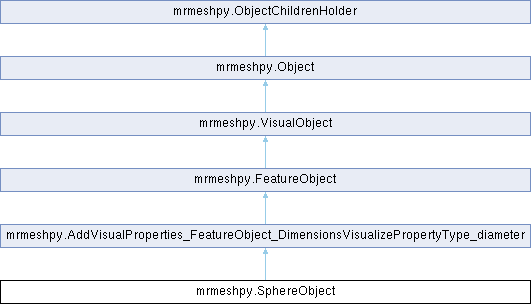 mrmeshpy.ObjectChildrenHolder
mrmeshpy.Object
mrmeshpy.VisualObject
mrmeshpy.FeatureObject
mrmeshpy.AddVisualProperties_FeatureObject_DimensionsVisualizePropertyType_diameter
mrmeshpy.SphereObject